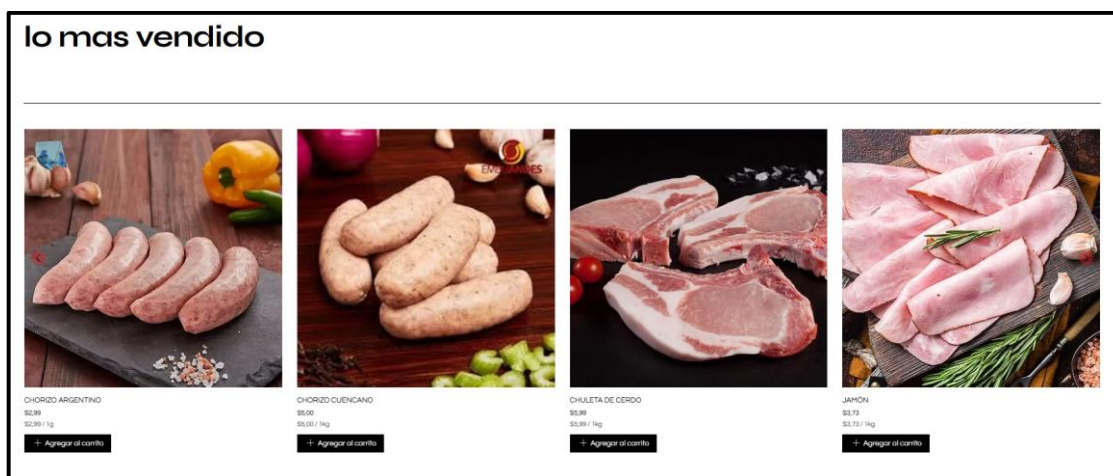 lo mas vendido
EMBUANDES
CHORIZO ARGENTINO
$2,99
$2,99 / 1g
+ Agregar al carrito
CHORIZO CUENCANO
$5,00
$5,00 / 1kg
+ Agregar al carrito
CHULETA DE CERDO
$5,99
$5,99 / 1kg
+ Agregar al carrito
JAMÓN
$3,73
$3,73 / 1kg
+ Agregar al carrito